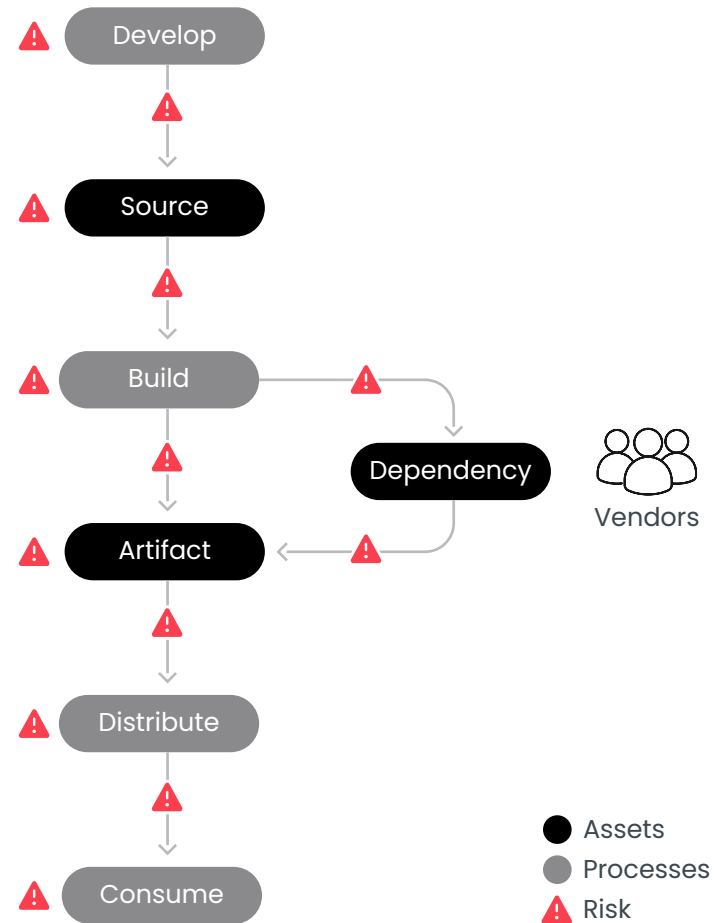 Develop
Source
Build
Dependency
Vendors
Artifact
Distribute
Consume
Assets
Processes
Risk